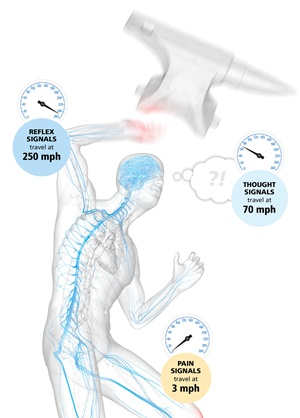 REFLEX
SIGNALS
travel at
250 mph
?!
THOUGHT
SIGNALS
travel at
70 mph
PAIN
SIGNALS
travel at
3 mph